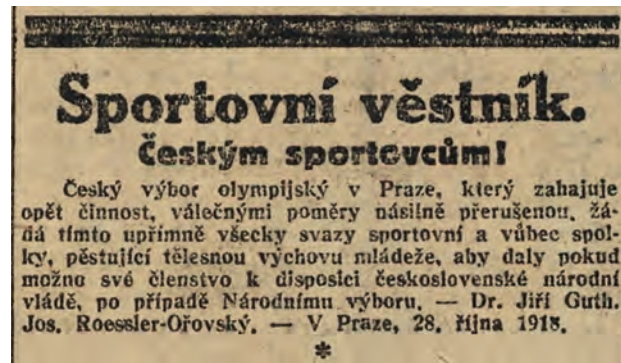 Sportovní věstník.
Českým sportovcům!
Český výbor olympijský v Praze, který zahajuje
opět činnost, válečnými poměry násilně přerušenou, žá-
dá tímto upřímně všecky svazy sportovní a vůbec spol-
ky, pěstující tělesnou výchovu mládeže, aby daly pokud
možno své členstvo k disposici československé národní
vládě, po případě Národnímu výboru. — Dr. Jiří Guth.
Jos. Roessler-Ořovský. — V Praze, 28. října 1918.
*